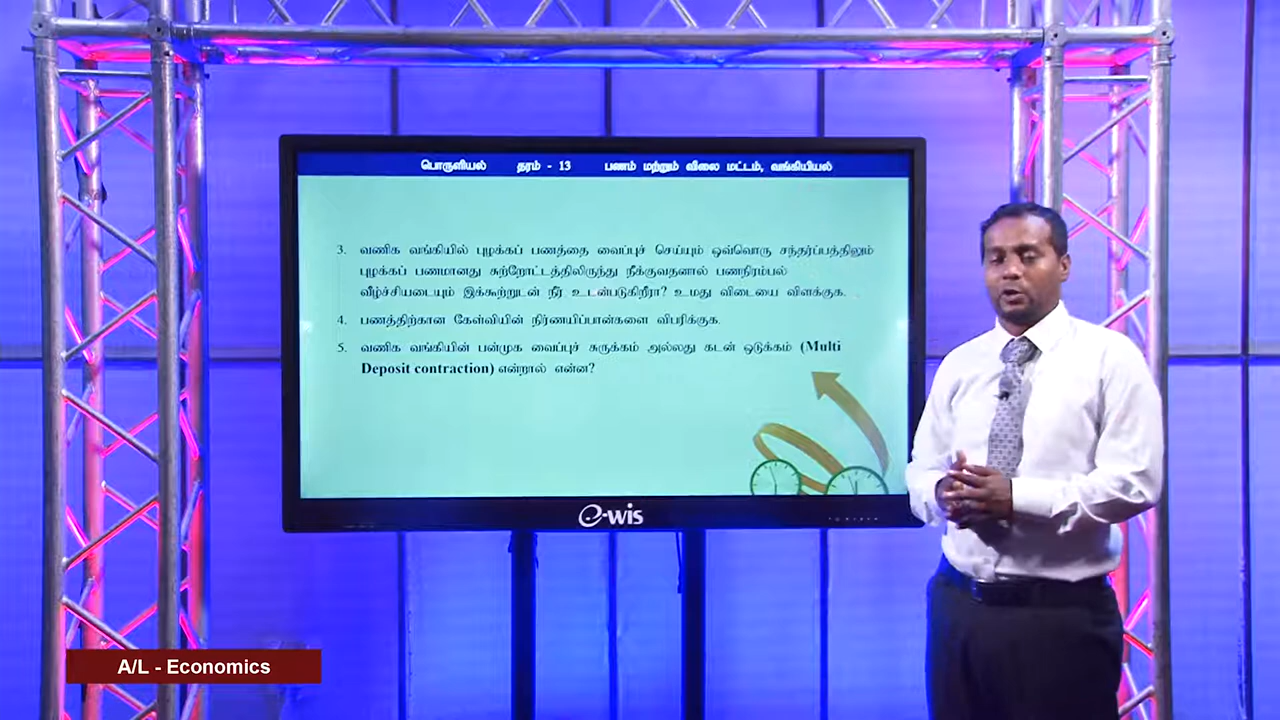 பொருளியல் தரம் - 13 பணம் மற்றும் விலை மட்டம், வங்கியியல்
3. வணிக வங்கியில் புழக்கப் பணத்தை வைப்புச் செய்யும் ஒவ்வொரு சந்தர்ப்பத்திலும்
புழக்கப் பணமானது சுற்றோட்டத்திலிருந்து நீக்குவதனால் பணநிரம்பல்
வீழ்ச்சியடையும் இக்கூற்றுடன் நீர் உடன்படுகிறீரா? உமது விடையை விளக்குக.
4. பணத்திற்கான கேள்வியின் நிர்ணயிப்பான்களை விபரிக்குக.
5. வணிக வங்கியின் பன்முக வைப்புச் சுருக்கம் அல்லது கடன் ஒடுக்கம் (Multi
Deposit contraction) என்றால் என்ன?
e-wis
A/L - Economics